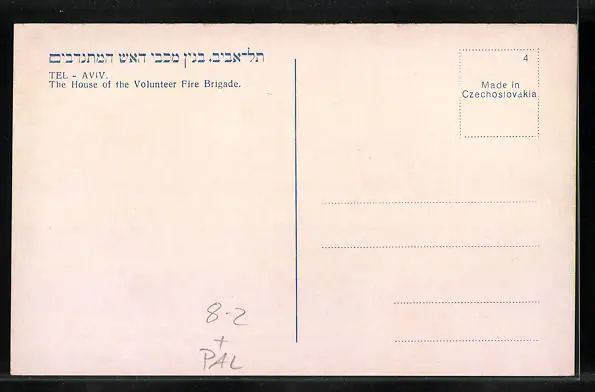 תל-אביב. בנין מכבי האש המתנדבים
TEL - AViV.
The House of the Volunteer Fire Brigade.
4
Made in
Czechoslovakia
8-2
+
PAL